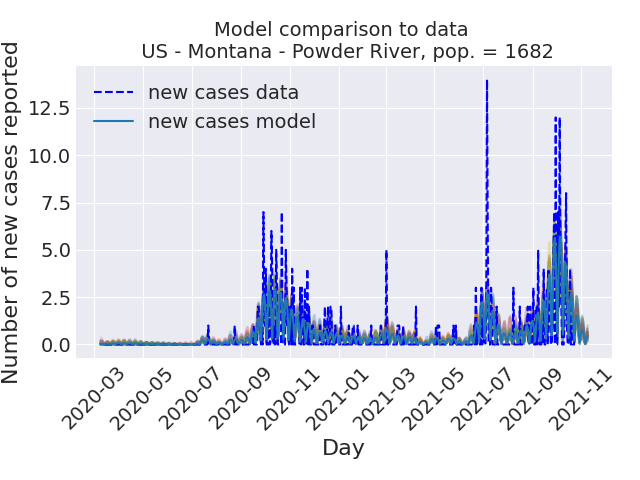 Model comparison to data
US - Montana - Powder River, pop. = 1682
new cases data
new cases model
Number of new cases reported
12.5
10.0
7.5
5.0
2.5
0.0
2020-03
2020-05
2020-07
2020-09
2020-11
2021-01
2021-03
2021-05
2021-07
2021-09
2021-11
Day